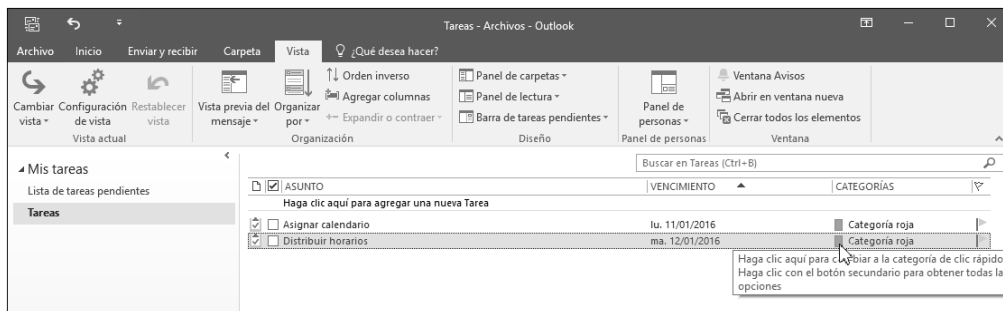 Tareas - Archivos - Outlook
Archivo Inicio Enviar y recibir Carpeta Vista ¿Qué desea hacer?
Cambiar vista
Configuración de vista
Restablecer vista
Vista actual
Vista previa del mensaje
Organizar por
Orden inverso
Agregar columnas
Expandir o contraer
Organización
Panel de carpetas
Panel de lectura
Barra de tareas pendientes
Diseño
Panel de personas
Panel de personas
Ventana Avisos
Abrir en ventana nueva
Cerrar todos los elementos
Ventana
Mis tareas
Lista de tareas pendientes
Tareas
Buscar en Tareas (Ctrl+B)
ASUNTO VENCIMIENTO CATEGORÍAS
Haga clic aquí para agregar una nueva Tarea
Asignar calendario lu. 11/01/2016 Categoría roja
Distribuir horarios ma. 12/01/2016 Categoría roja
Haga clic aquí para cambiar a la categoría de clic rápido
Haga clic con el botón secundario para obtener todas la
opciones